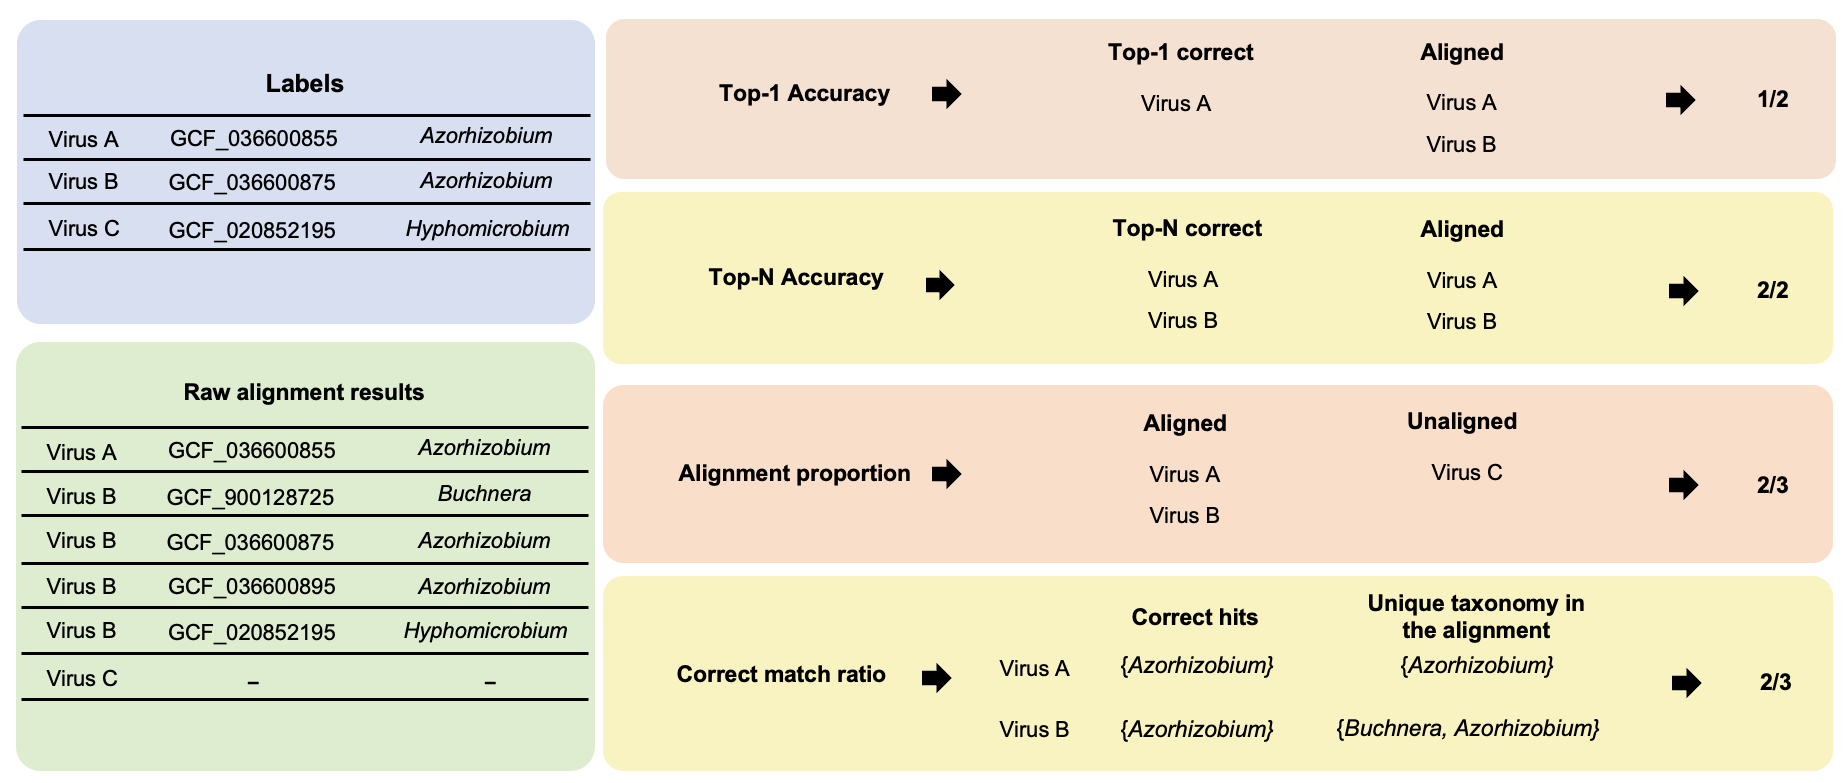 Labels
Virus A GCF_036600855 Azorhizobium
Virus B GCF_036600875 Azorhizobium
Virus C GCF_020852195 Hyphomicrobium
Raw alignment results
Virus A GCF_036600855 Azorhizobium
Virus B GCF_900128725 Buchnera
Virus B GCF_036600875 Azorhizobium
Virus B GCF_036600895 Azorhizobium
Virus B GCF_020852195 Hyphomicrobium
Virus C – –
Top-1 correct Aligned
Top-1 Accuracy Virus A Virus A 1/2
Virus B
Top-N correct Aligned
Top-N Accuracy Virus A Virus A 2/2
Virus B Virus B
Aligned Unaligned
Alignment proportion Virus A Virus C 2/3
Virus B
Correct hits Unique taxonomy in
the alignment
Correct match ratio Virus A {Azorhizobium} {Azorhizobium} 2/3
Virus B {Azorhizobium} {Buchnera, Azorhizobium}